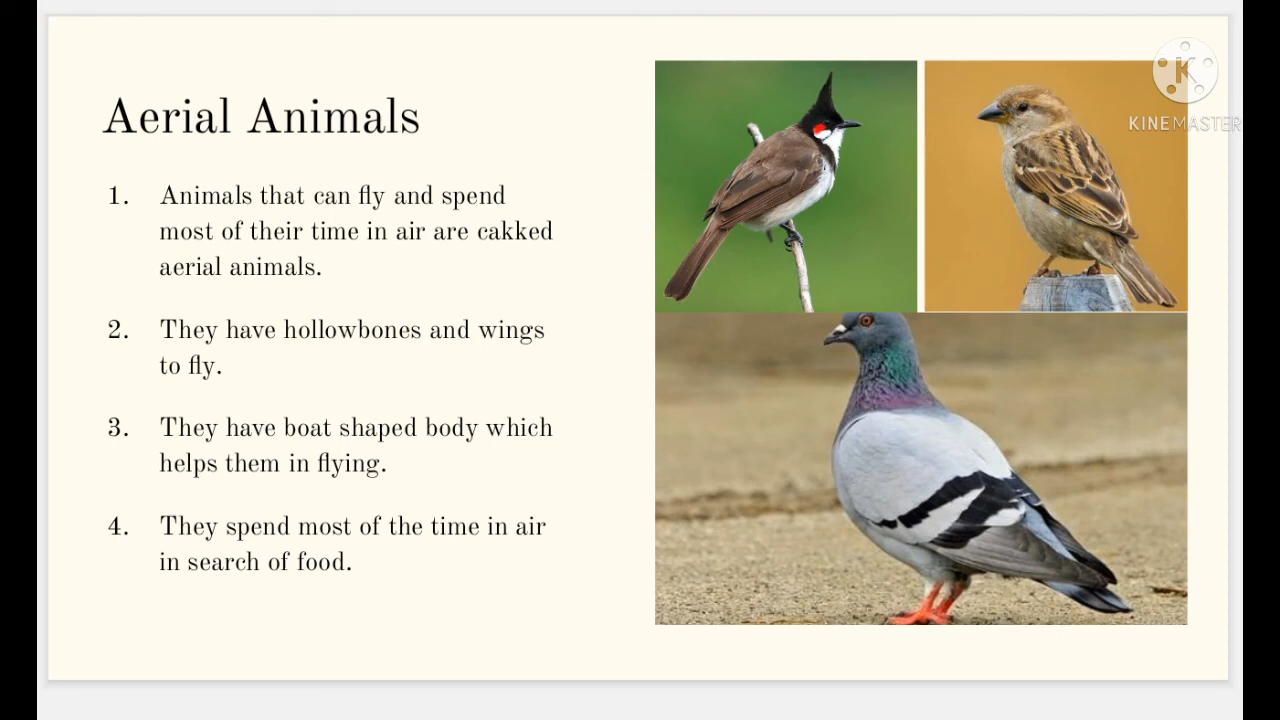 Aerial Animals
1. Animals that can fly and spend
most of their time in air are cakked
aerial animals.
2. They have hollowbones and wings
to fly.
3. They have boat shaped body which
helps them in flying.
4. They spend most of the time in air
in search of food.
K
KINEMASTER